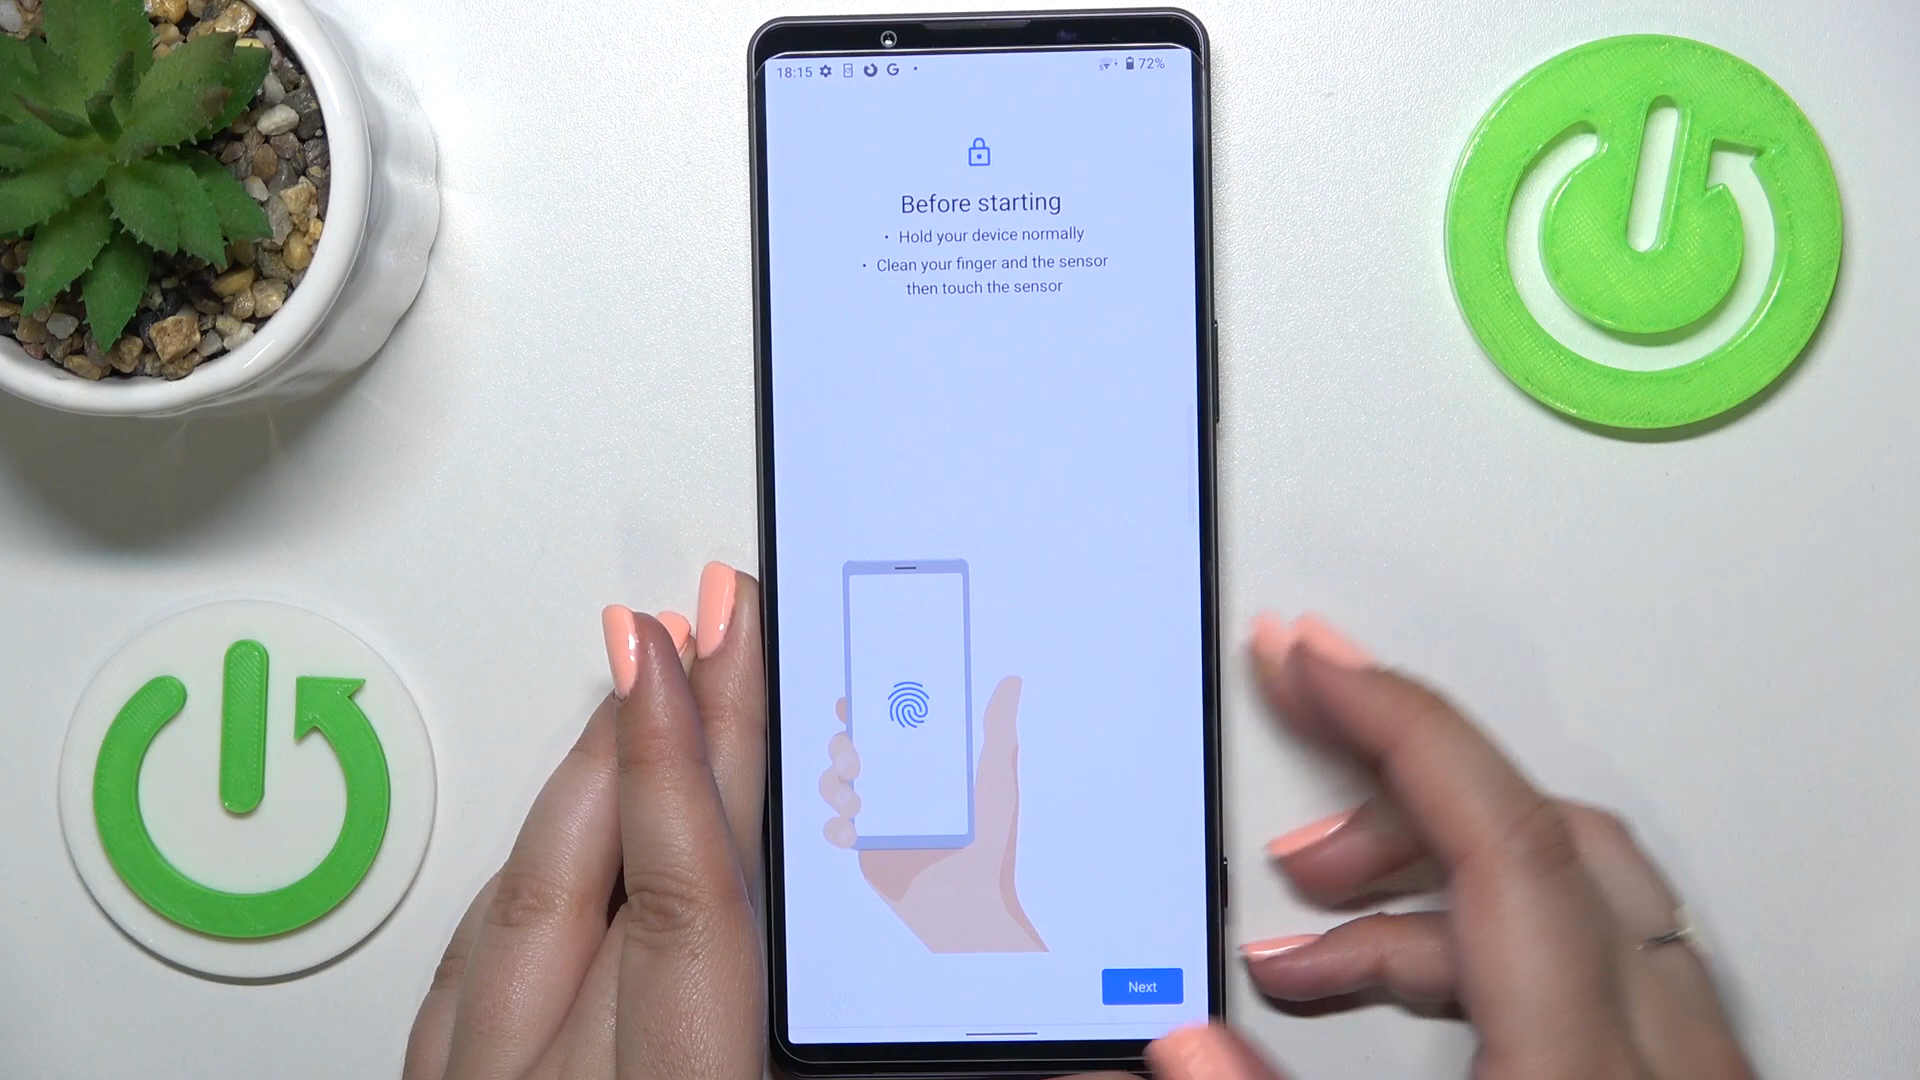 18:15 G 72%
Before starting
• Hold your device normally
• Clean your finger and the sensor
then touch the sensor
Next